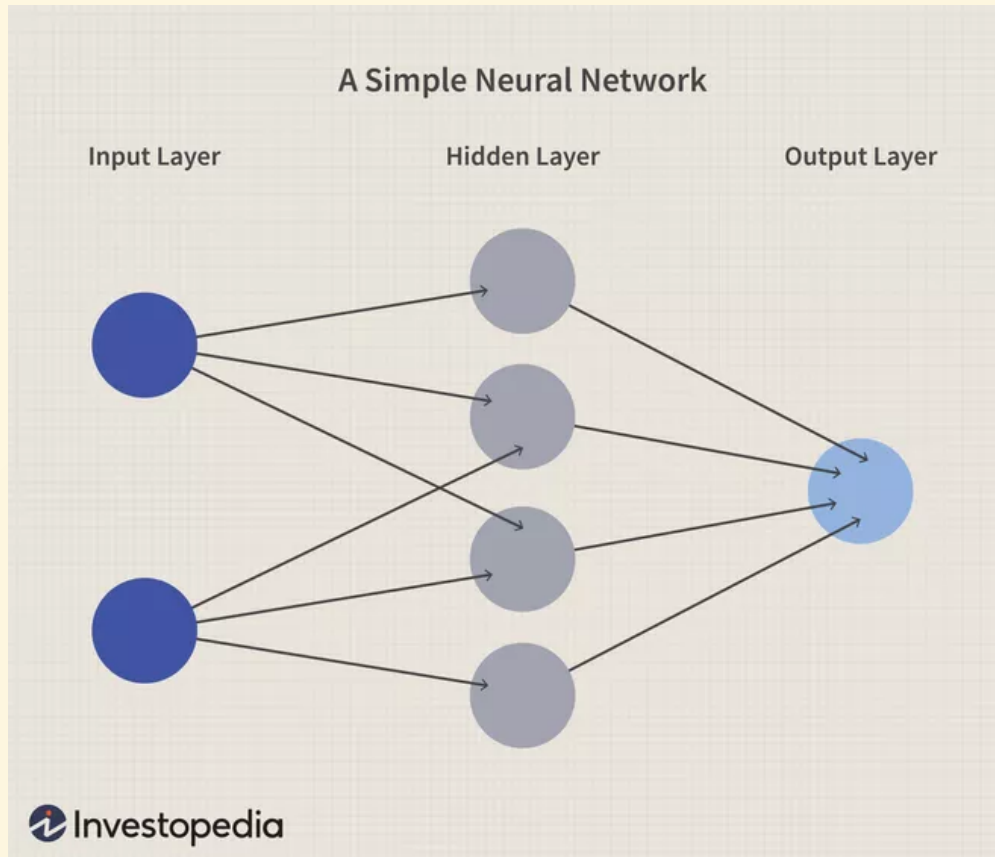 A Simple Neural Network
Input Layer
Hidden Layer
Output Layer
Investopedia